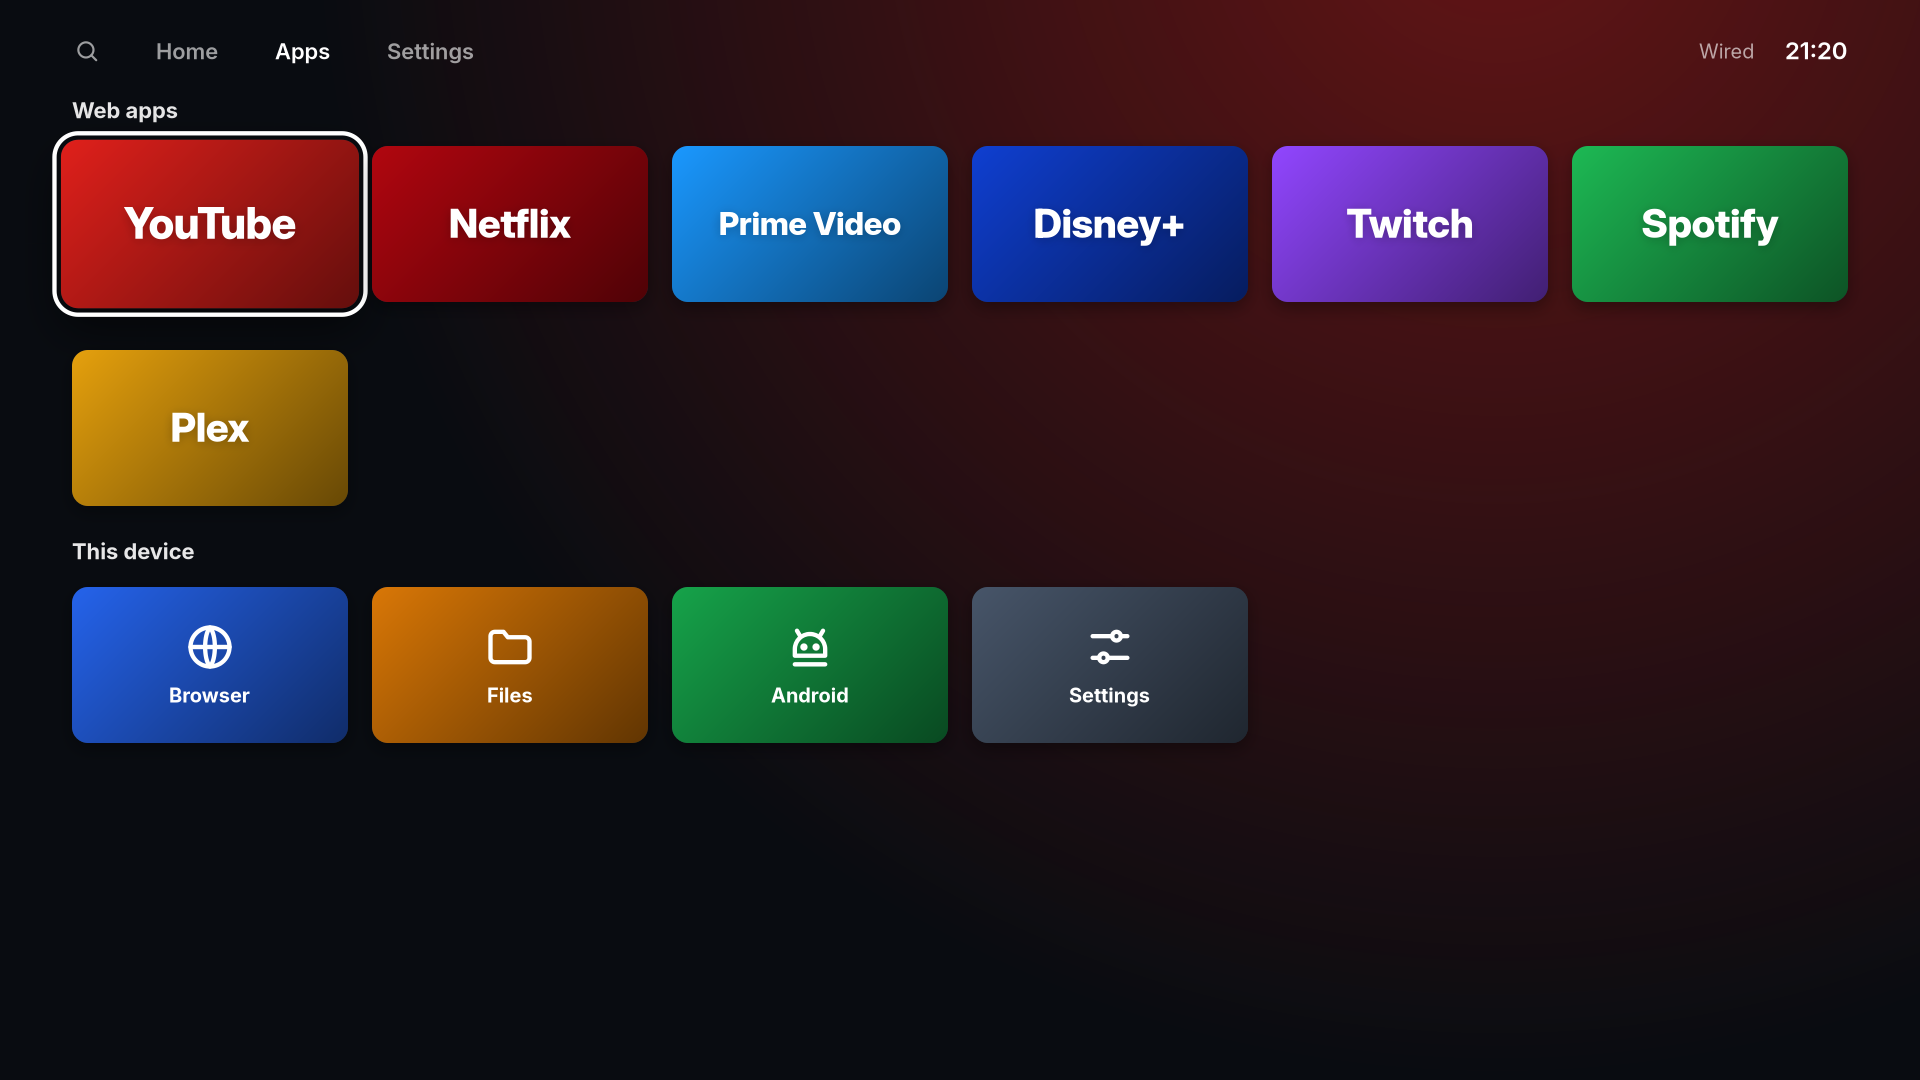 Home Apps Settings Wired 21:20
Web apps
YouTube Netflix Prime Video Disney+ Twitch Spotify
Plex
This device
Browser Files Android Settings